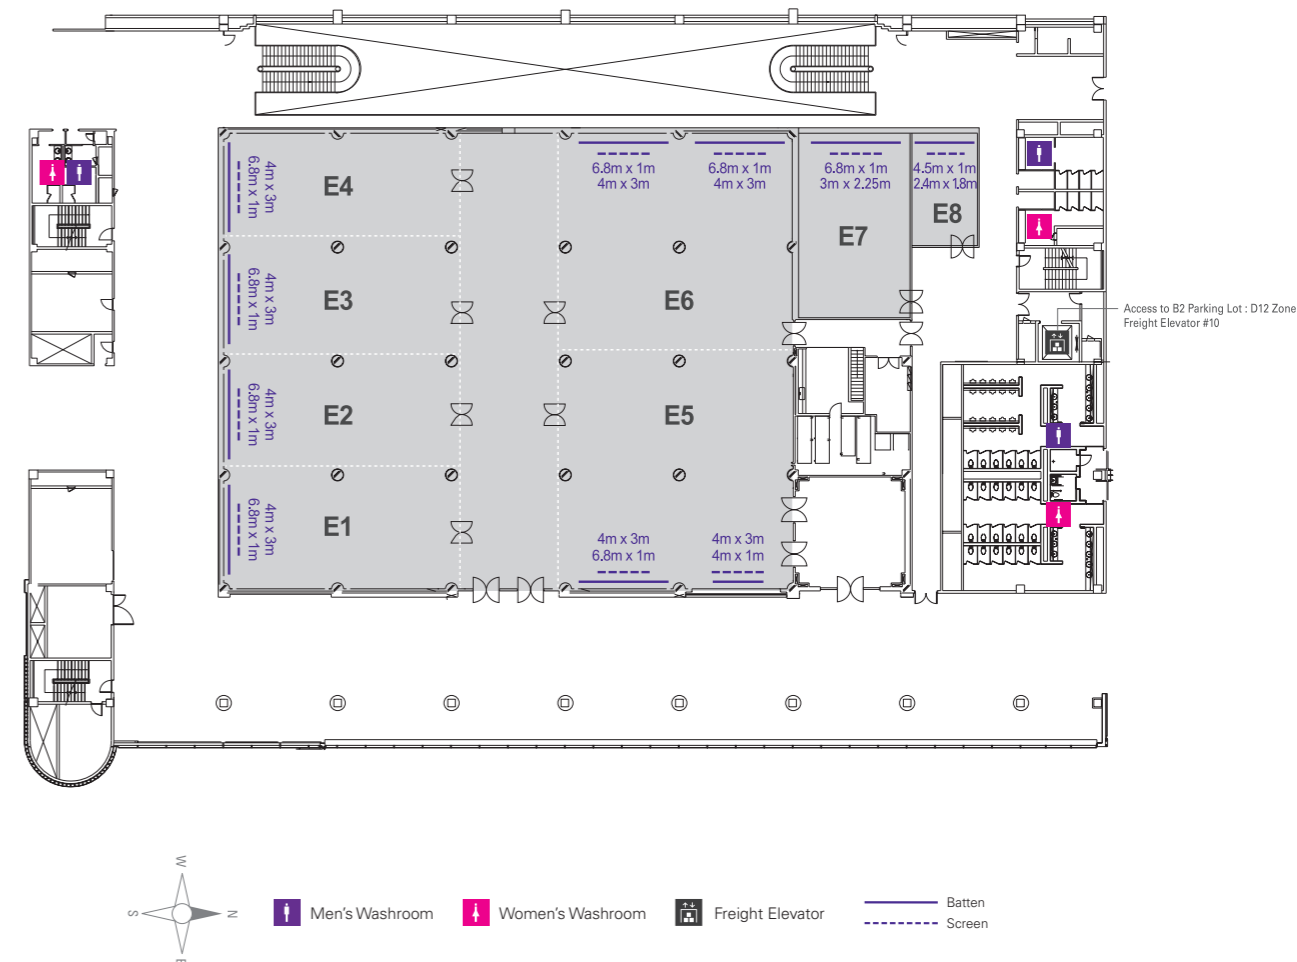 6.8m x 1m
4m x 3m
6.8m x 1m
4m x 3m
6.8m x 1m
3m x 2.25m
4.5m x 1m
2.4m x 1.8m
4m x 3m
6.8m x 1m
E4
E8
E7
4m x 3m
6.8m x 1m
E3
E6
Access to B2 Parking Lot : D12 Zone
Freight Elevator #10
4m x 3m
6.8m x 1m
E2
E5
4m x 3m
6.8m x 1m
E1
4m x 3m
6.8m x 1m
4m x 3m
4m x 1m
W
S
N
E
Men's Washroom
Women's Washroom
Freight Elevator
Batten
Screen